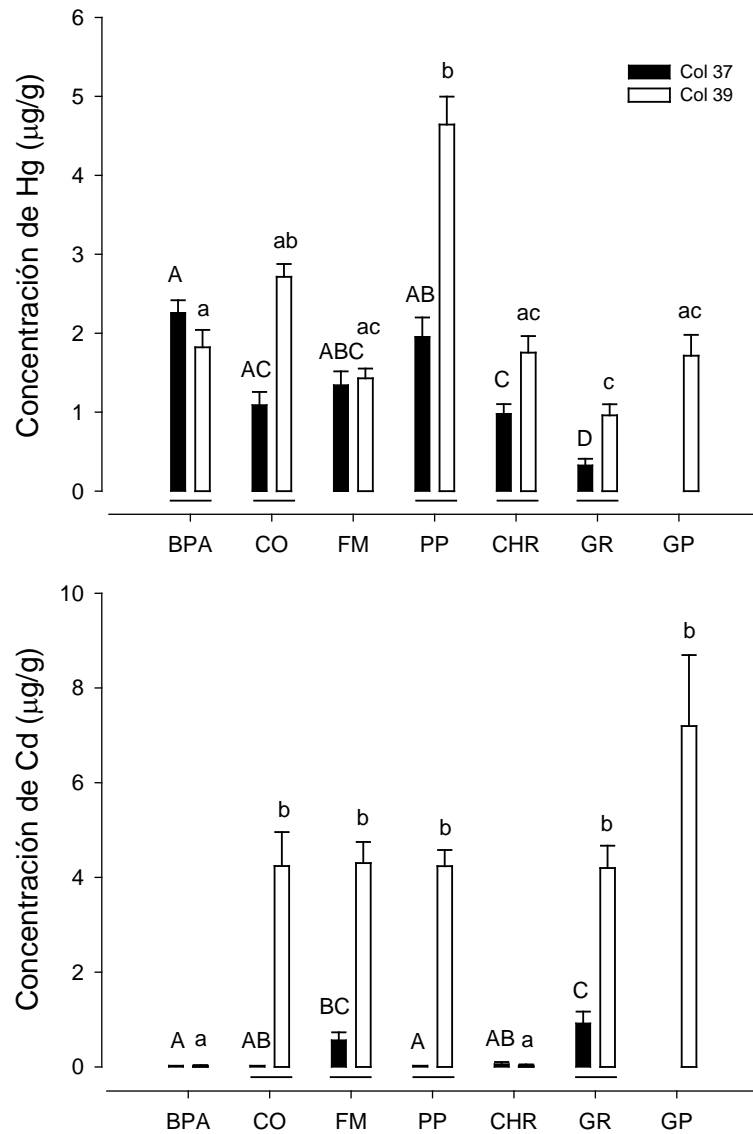 Concentración de Hg (µg/g)
6
5
4
3
2
1
0
Col 37
Col 39
A
a
AC
ab
ABC
ac
AB
b
C
ac
D
c
ac
BPA CO FM PP CHR GR GP
Concentración de Cd (µg/g)
10
8
6
4
2
0
A
a
AB
b
BC
b
A
b
AB
a
C
b
b
BPA CO FM PP CHR GR GP